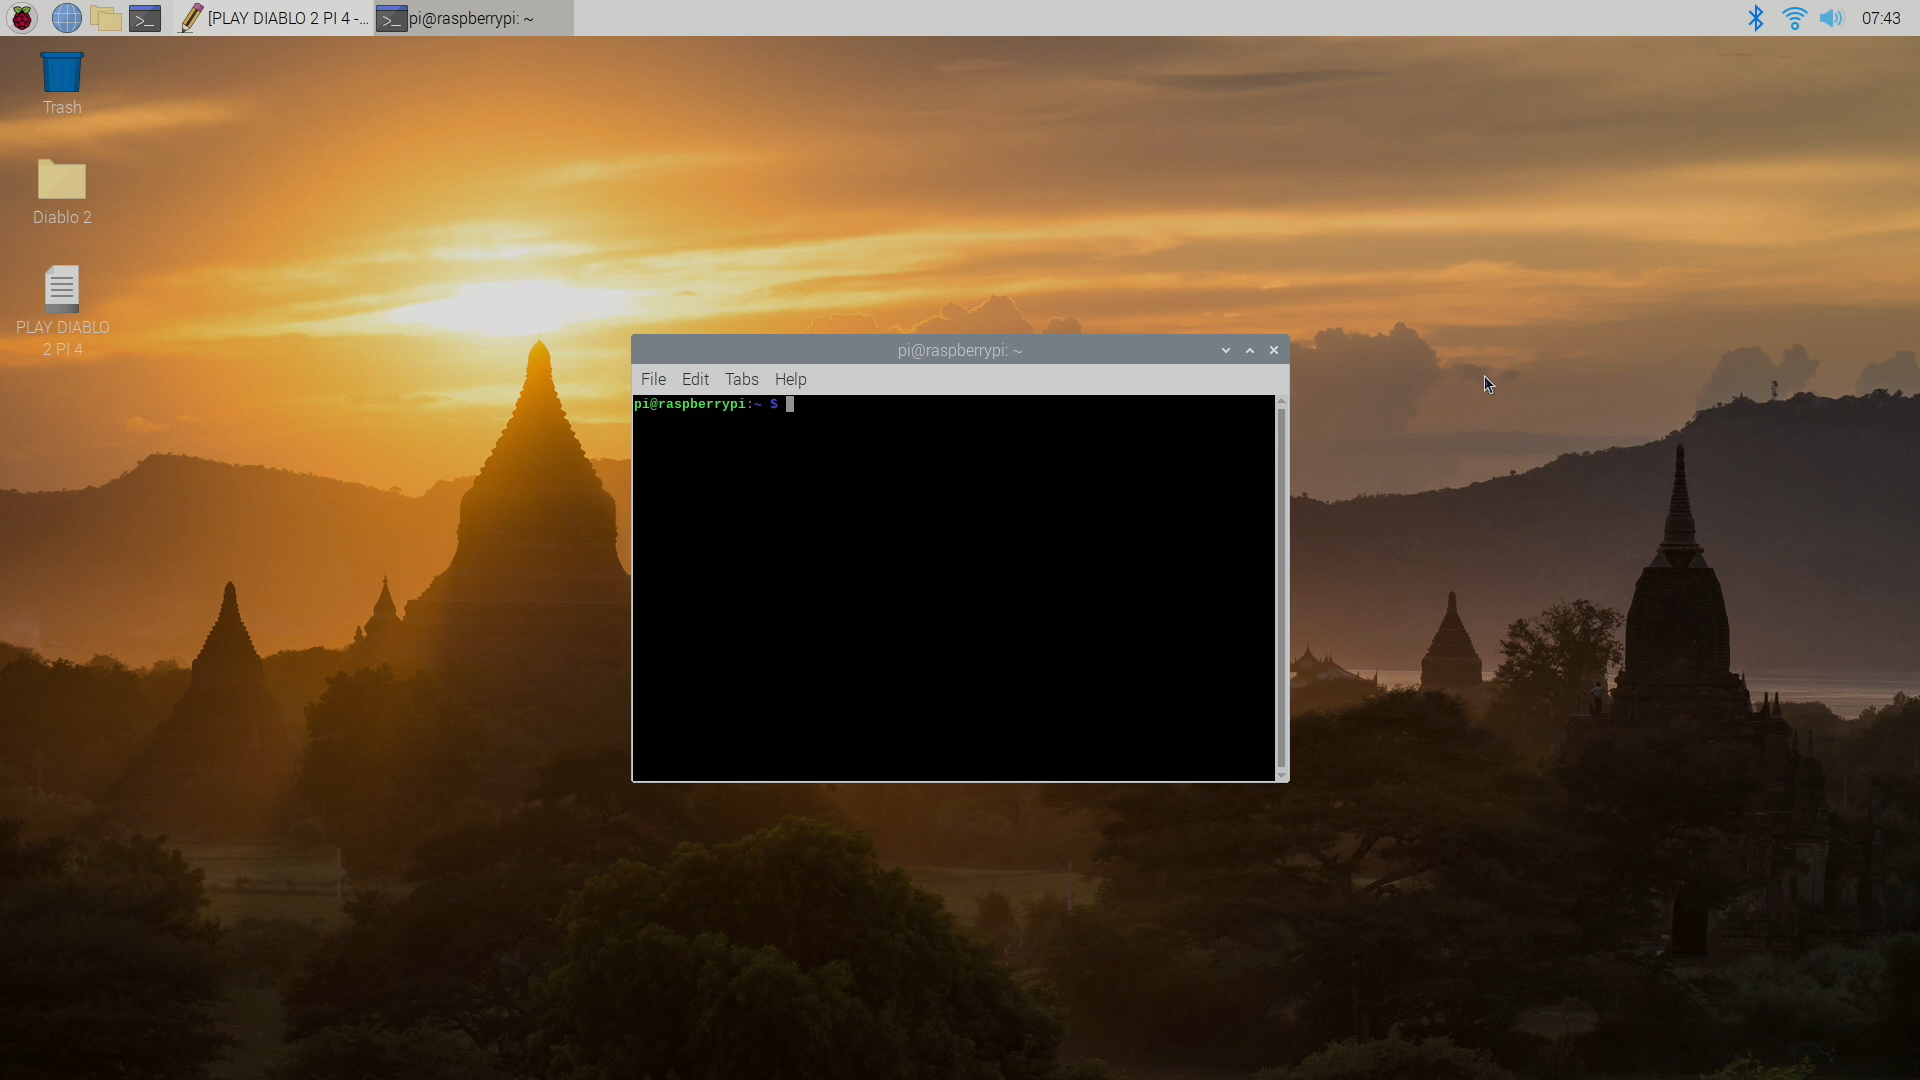 [PLAY DIABLO 2 PI 4 -...
pi@raspberrypi: ~
07:43
Trash
Diablo 2
PLAY DIABLO
2 PI 4
pi@raspberrypi: ~
File Edit Tabs Help
pi@raspberrypi:~ $